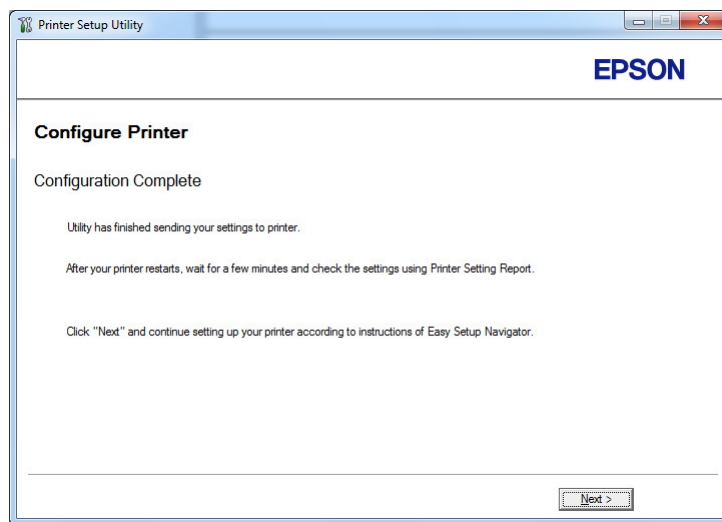 Printer Setup Utility
EPSON
Configure Printer
Configuration Complete
Utility has finished sending your settings to printer.
After your printer restarts, wait for a few minutes and check the settings using Printer Setting Report.
Click "Next" and continue setting up your printer according to instructions of Easy Setup Navigator.
Next >